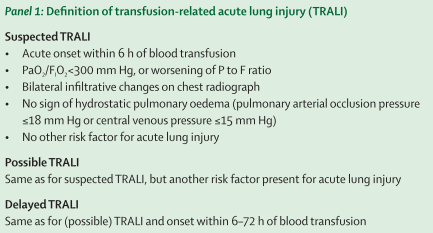 Panel 1: Definition of transfusion-related acute lung injury (TRALI)
Suspected TRALI
• Acute onset within 6 h of blood transfusion
• PaO₂/FᵢO₂<300 mm Hg, or worsening of P to F ratio
• Bilateral infiltrative changes on chest radiograph
• No sign of hydrostatic pulmonary oedema (pulmonary arterial occlusion pressure
≤18 mm Hg or central venous pressure ≤15 mm Hg)
• No other risk factor for acute lung injury
Possible TRALI
Same as for suspected TRALI, but another risk factor present for acute lung injury
Delayed TRALI
Same as for (possible) TRALI and onset within 6–72 h of blood transfusion